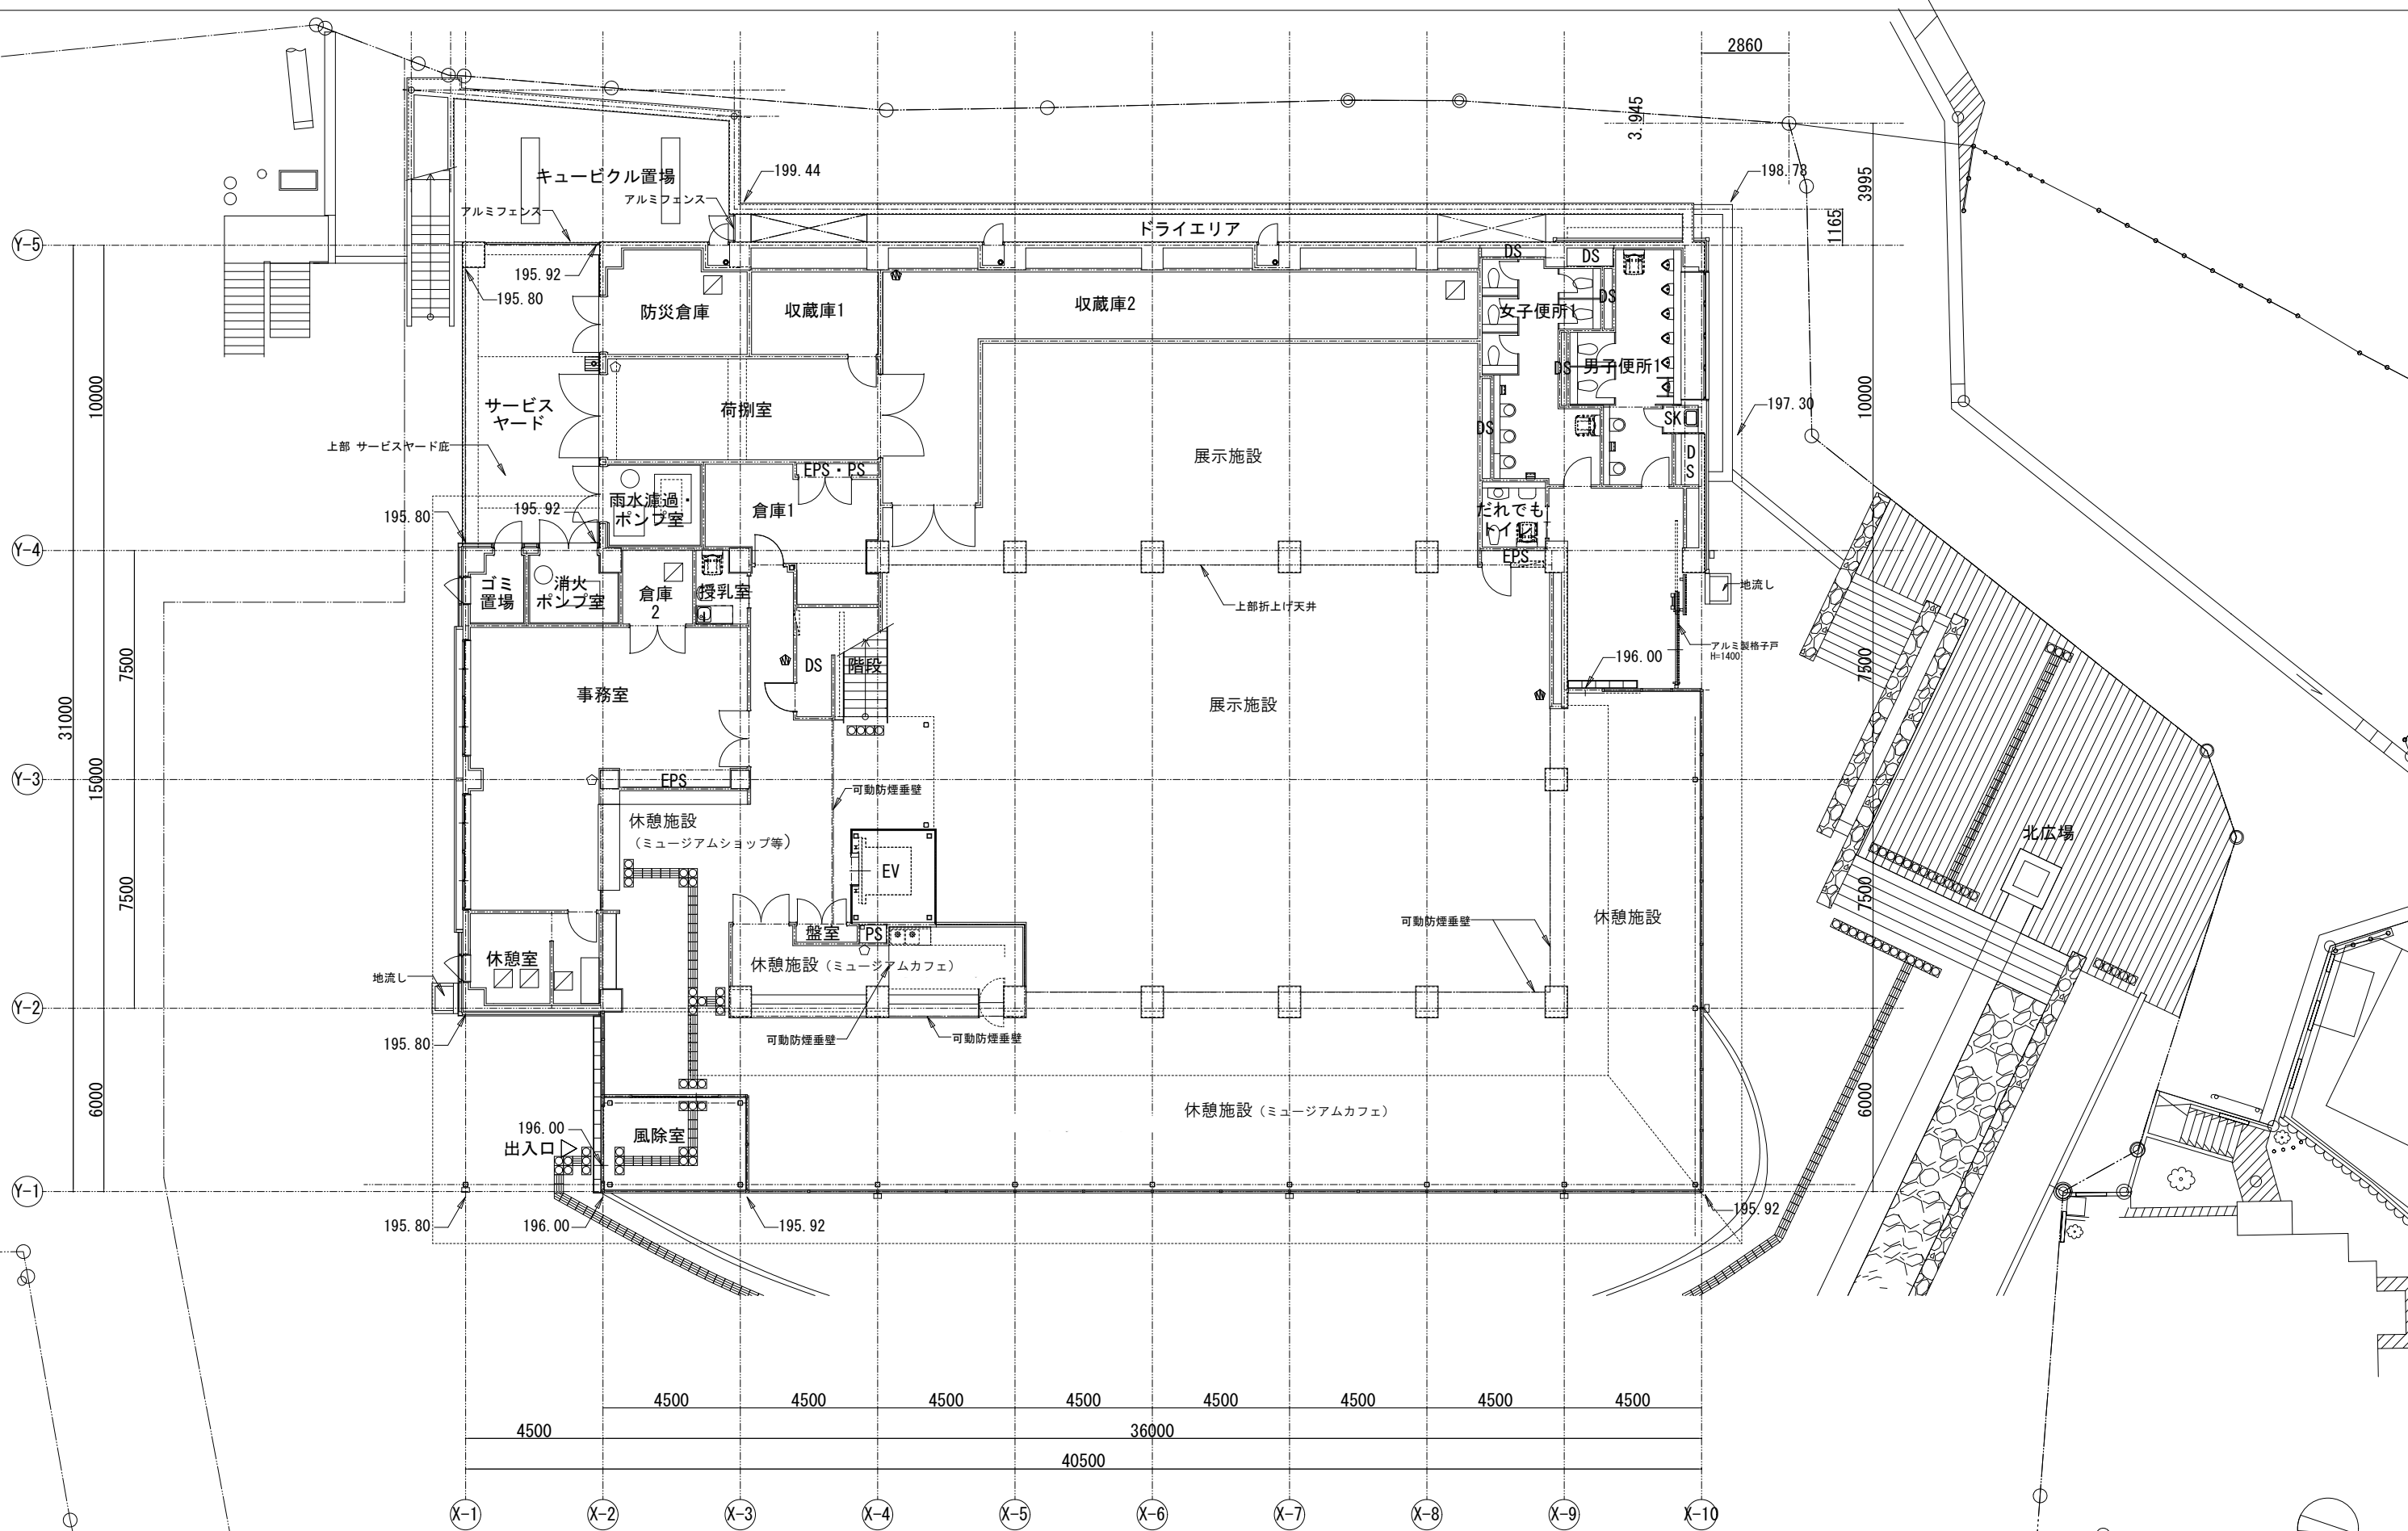 2860
3.945
3995
199.44
198.78
キュービクル置場
アルミフェンス
アルミフェンス
1165
ドライエリア
Y-5
195.92
195.80
DS
DS
DS
防災倉庫
収蔵庫1
収蔵庫2
女子便所1
男子便所1
DS
10000
10000
サービス
ヤード
荷捌室
197.30
SK
DS
DS
上部 サービスヤード庇
展示施設
EPS・PS
雨水濾過
ポンプ室
倉庫1
だれでも
トイレ
195.80
195.92
Y-4
EPS
ゴミ
置場
消火
ポンプ室
倉庫
2
授乳室
地流し
上部折上げ天井
アルミ製格子戸
H=1400
196.00
DS
階段
7500
7500
事務室
展示施設
31000
15000
Y-3
EPS
可動防煙垂壁
休憩施設
(ミュージアムショップ等)
北広場
EV
7500
7500
可動防煙垂壁
休憩施設
盤室
PS
休憩室
休憩施設(ミュージアムカフェ)
地流し
Y-2
195.80
可動防煙垂壁
可動防煙垂壁
6000
6000
休憩施設(ミュージアムカフェ)
196.00
出入口
風除室
Y-1
195.80
196.00
195.92
195.92
4500
4500
4500
4500
4500
4500
4500
4500
4500
36000
40500
X-1
X-2
X-3
X-4
X-5
X-6
X-7
X-8
X-9
X-10